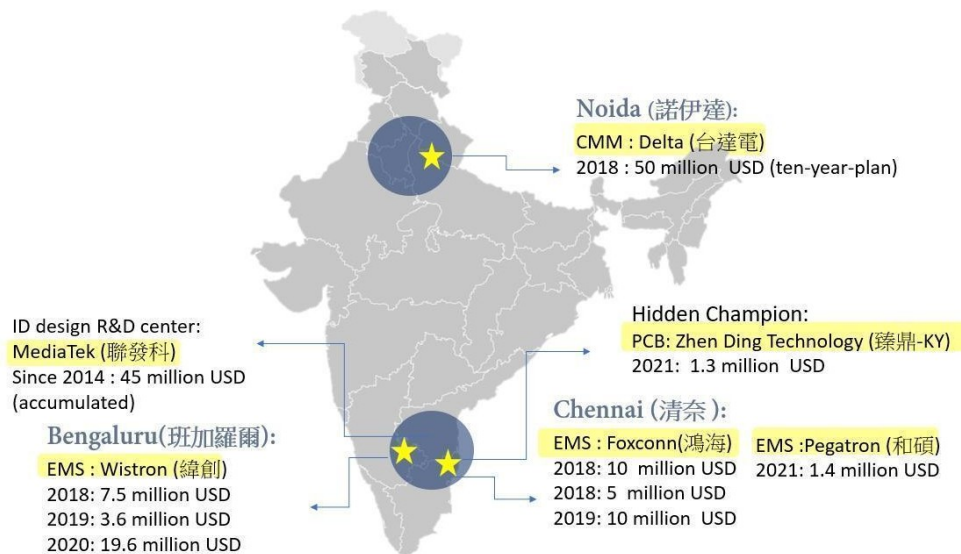 Noida (諾伊達):
CMM : Delta (台達電)
2018 : 50 million USD (ten-year-plan)
ID design R&D center:
MediaTek (聯發科)
Since 2014 : 45 million USD
(accumulated)
Bengaluru(班加羅爾):
EMS : Wistron (緯創)
2018: 7.5 million USD
2019: 3.6 million USD
2020: 19.6 million USD
Hidden Champion:
PCB: Zhen Ding Technology (臻鼎-KY)
2021: 1.3 million USD
Chennai (清奈 ):
EMS : Foxconn(鴻海)
2018: 10 million USD
2018: 5 million USD
2019: 10 million USD
EMS :Pegatron (和碩)
2021: 1.4 million USD